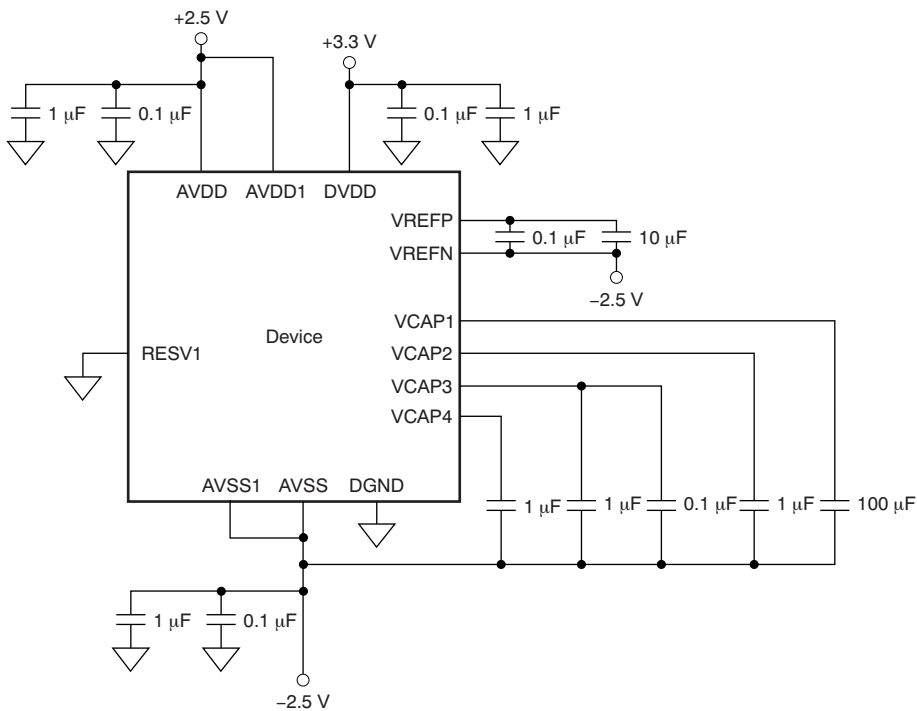 +2.5 V
+3.3 V
1 μF
0.1 μF
0.1 μF
1 μF
AVDD
AVDD1
DVDD
VREFP
0.1 μF
10 μF
VREFN
−2.5 V
VCAP1
Device
RESV1
VCAP2
VCAP3
VCAP4
AVSS1
AVSS
DGND
1 μF
1 μF
0.1 μF
1 μF
100 μF
1 μF
0.1 μF
−2.5 V